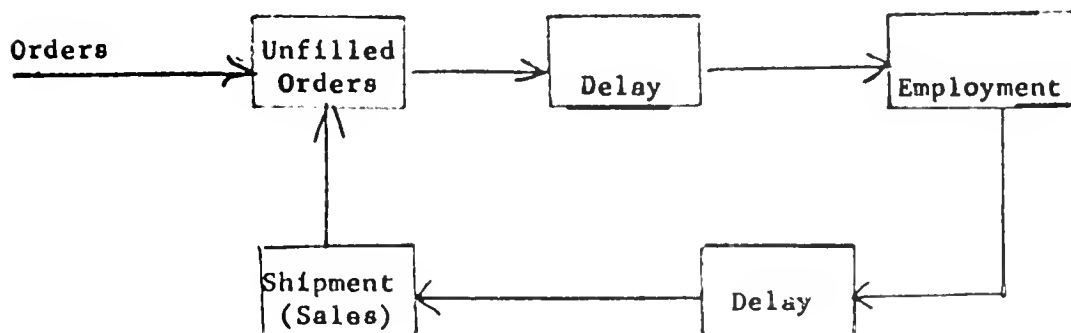 Orders
Unfilled
Orders
Delay
Employment
Shipment
(Sales)
Delay